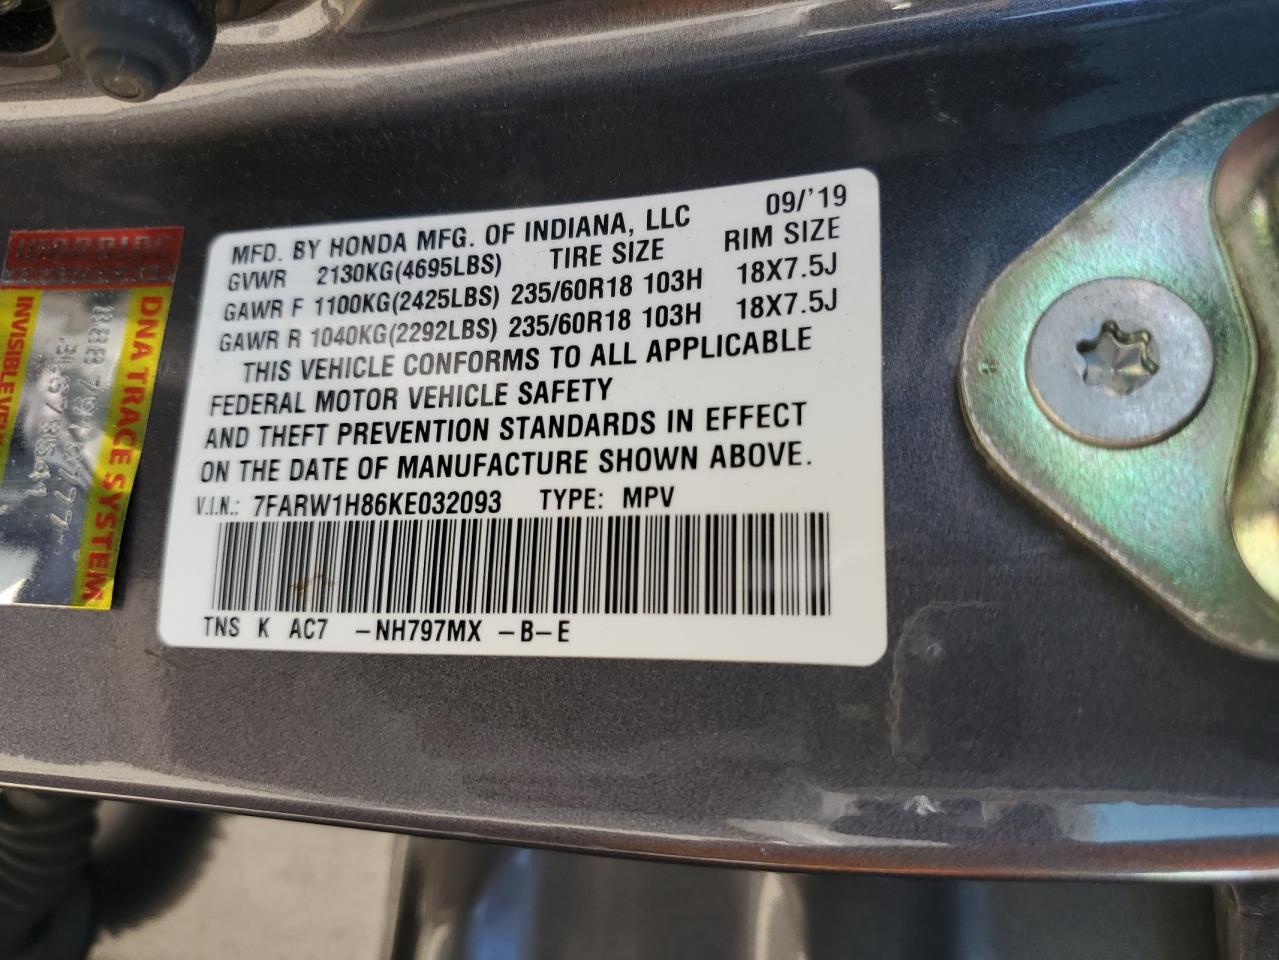 MFD. BY HONDA MFG. OF INDIANA, LLC 09/'19
GVWR 2130KG(4695LBS) TIRE SIZE RIM SIZE
GAWR F 1100KG(2425LBS) 235/60R18 103H 18X7.5J
GAWR R 1040KG(2292LBS) 235/60R18 103H 18X7.5J
THIS VEHICLE CONFORMS TO ALL APPLICABLE
FEDERAL MOTOR VEHICLE SAFETY
AND THEFT PREVENTION STANDARDS IN EFFECT
ON THE DATE OF MANUFACTURE SHOWN ABOVE.
V.I.N.: 7FARW1H86KE032093 TYPE: MPV
TNS K AC7 -NH797MX -B-E
WARNING
DNA TRACE SYSTEM
INVISIBLE